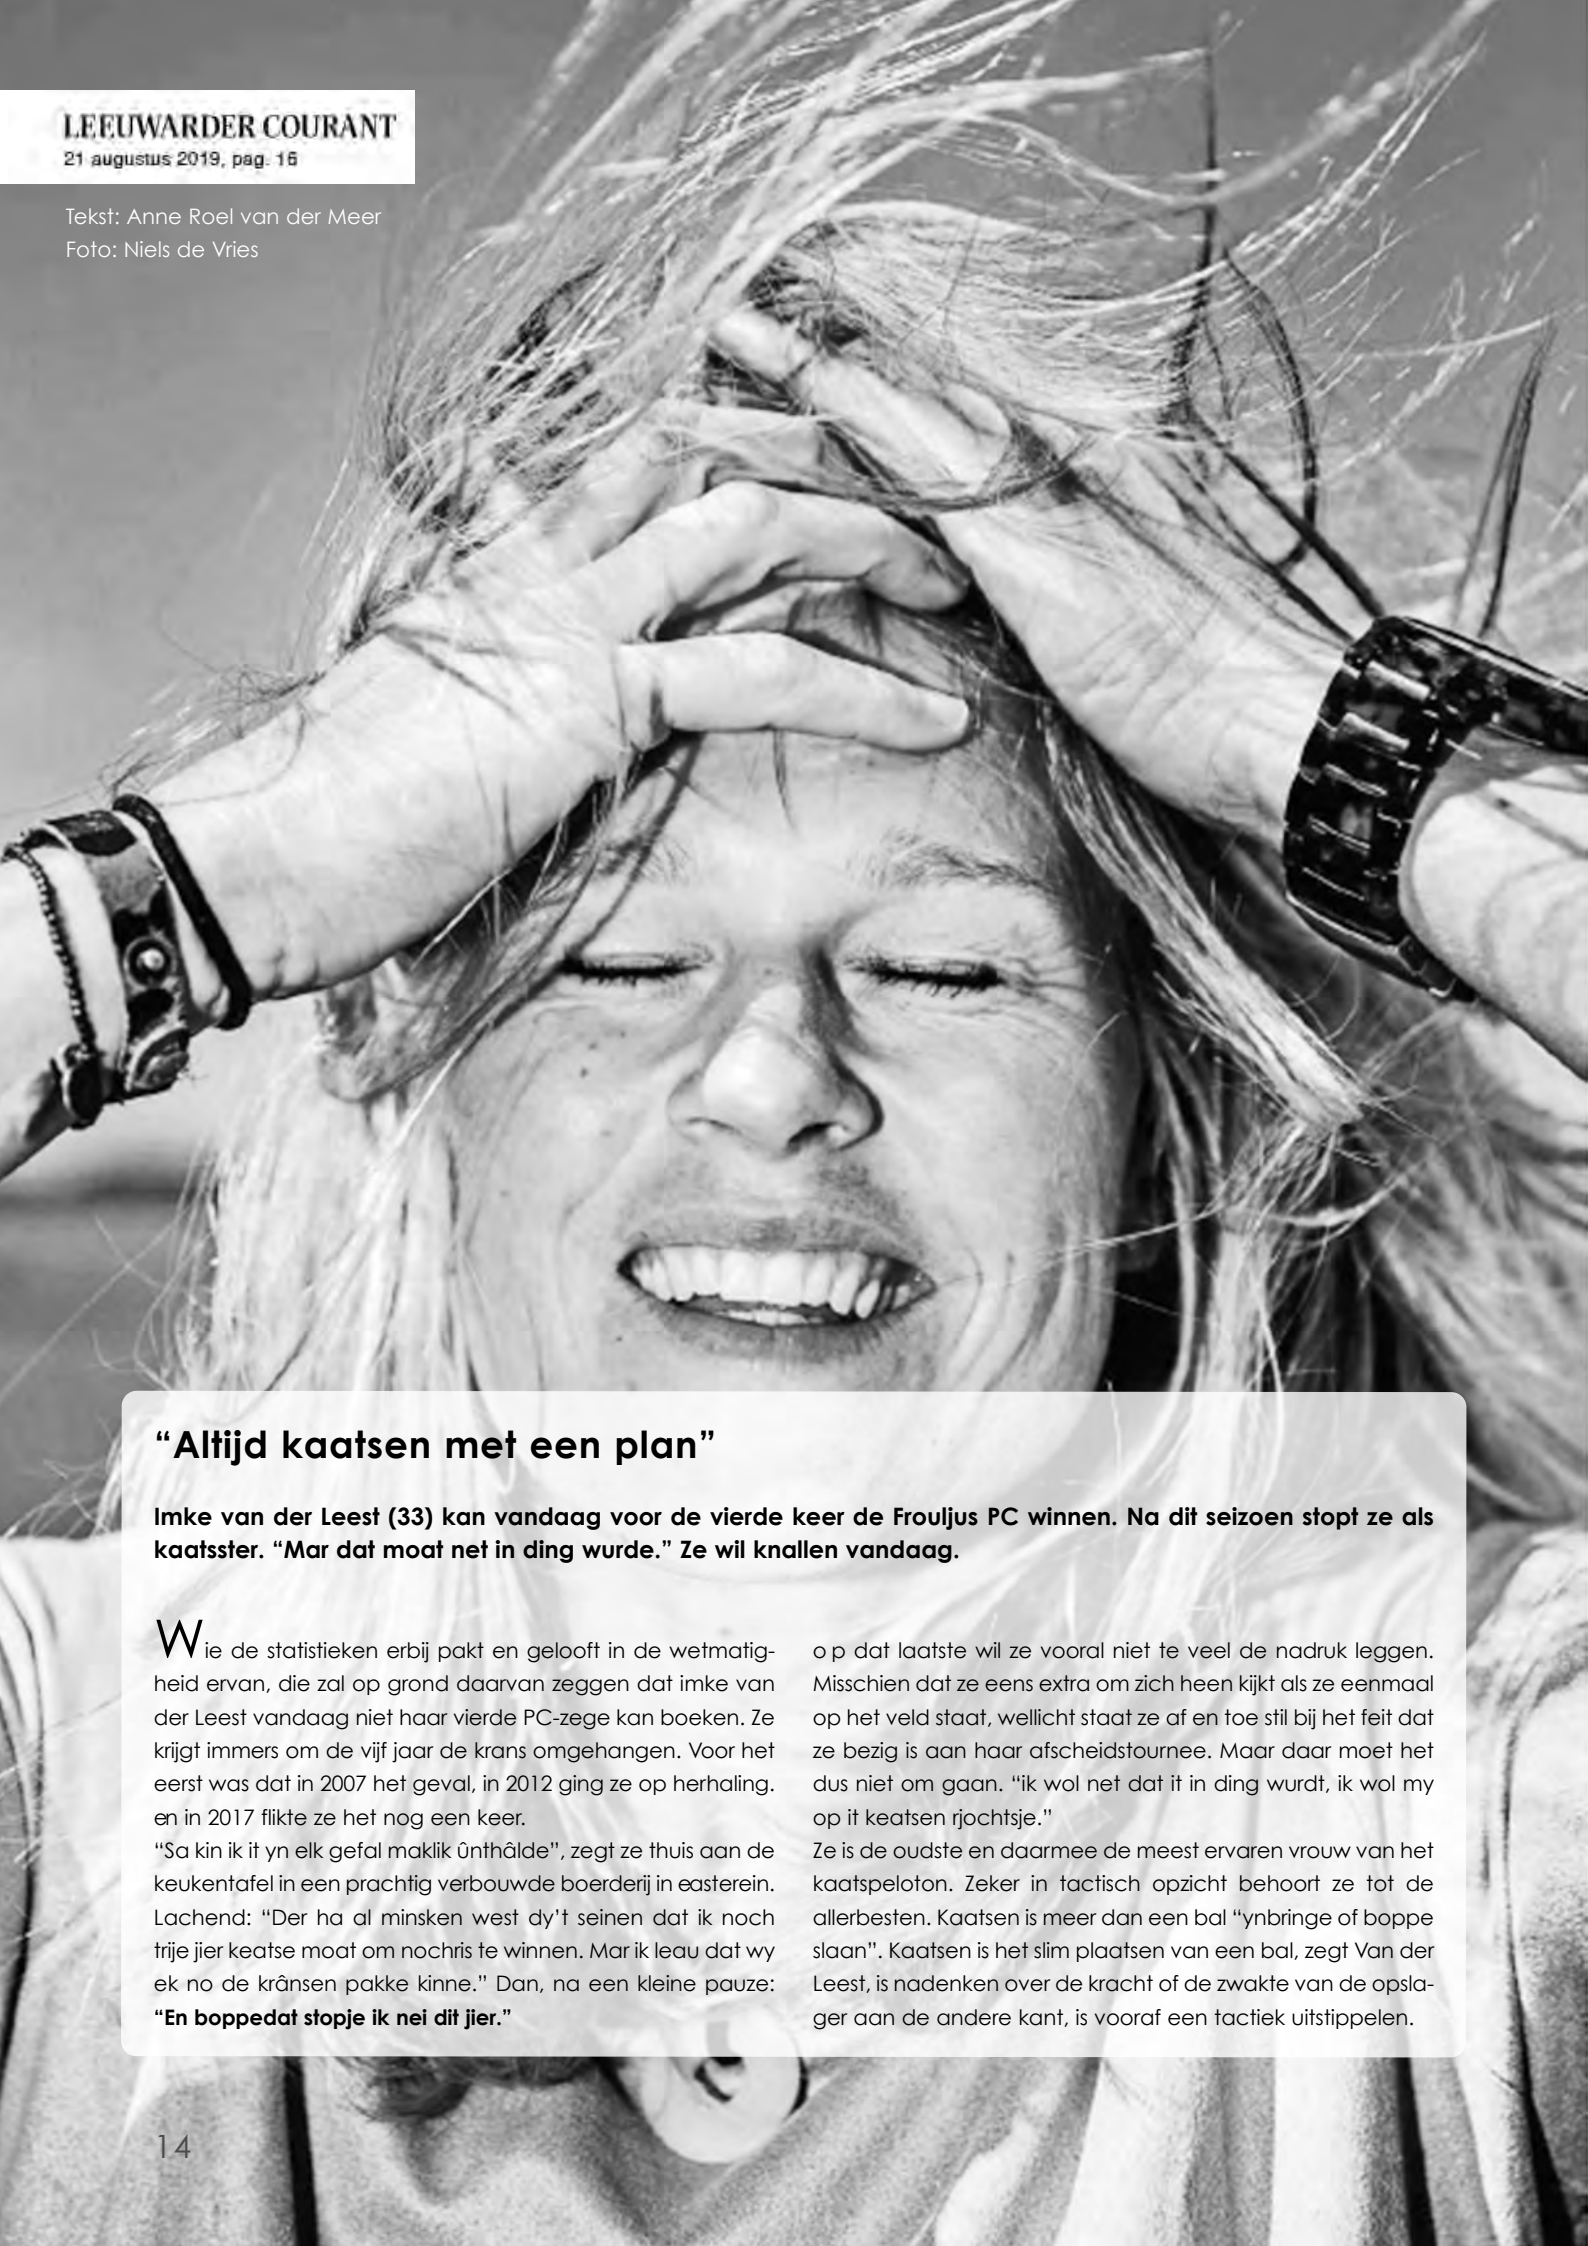 LEEUWARDER COURANT
21 augustus 2019, pag. 16
Tekst: Anne Roel van der Meer
Foto: Niels de Vries
“Altijd kaatsen met een plan”
Imke van der Leest (33) kan vandaag voor de vierde keer de Frouljus PC winnen. Na dit seizoen stopt ze als
kaatsster. “Mar dat moat net in ding wurde.” Ze wil knallen vandaag.
Wie de statistieken erbij pakt en gelooft in de wetmatig-
heid ervan, die zal op grond daarvan zeggen dat imke van
der Leest vandaag niet haar vierde PC-zege kan boeken. Ze
krijgt immers om de vijf jaar de krans omgehangen. Voor het
eerst was dat in 2007 het geval, in 2012 ging ze op herhaling.
en in 2017 flikte ze het nog een keer.
“Sa kin ik it yn elk gefal maklik ûnthâlde”, zegt ze thuis aan de
keukentafel in een prachtig verbouwde boerderij in easterein.
Lachend: “Der ha al minsken west dy’t seinen dat ik noch
trije jier keatse moat om nochris te winnen. Mar ik leau dat wy
ek no de krânsen pakke kinne.” Dan, na een kleine pauze:
“En boppedat stopje ik nei dit jier.”
op dat laatste wil ze vooral niet te veel de nadruk leggen.
Misschien dat ze eens extra om zich heen kijkt als ze eenmaal
op het veld staat, wellicht staat ze af en toe stil bij het feit dat
ze bezig is aan haar afscheidstournee. Maar daar moet het
dus niet om gaan. “ik wol net dat it in ding wurdt, ik wol my
op it keatsen rjochtsje.”
Ze is de oudste en daarmee de meest ervaren vrouw van het
kaatspeloton. Zeker in tactisch opzicht behoort ze tot de
allerbesten. Kaatsen is meer dan een bal “ynbringe of boppe
slaan”. Kaatsen is het slim plaatsen van een bal, zegt Van der
Leest, is nadenken over de kracht of de zwakte van de opsla-
ger aan de andere kant, is vooraf een tactiek uitstippelen.
14